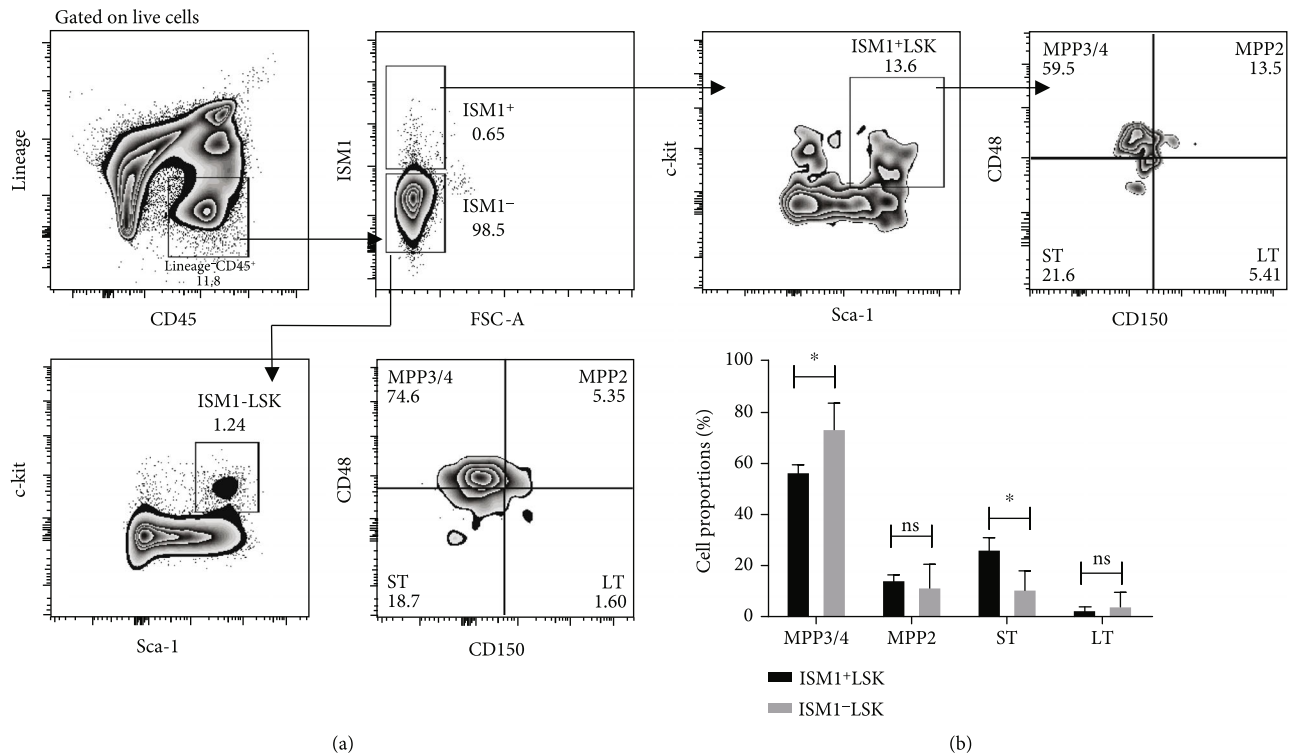 Gated on live cells
Lineage
Lineage⁻CD45⁺
11.8
CD45
ISM1
ISM1⁺
0.65
ISM1⁻
98.5
FSC-A
c-kit
ISM1⁺LSK
13.6
Sca-1
CD48
MPP3/4
59.5
MPP2
13.5
ST
21.6
LT
5.41
CD150
c-kit
ISM1-LSK
1.24
Sca-1
CD48
MPP3/4
74.6
MPP2
5.35
ST
18.7
LT
1.60
CD150
(a)
Cell proportions (%)
100
80
60
40
20
0
*
ns
*
ns
MPP3/4
MPP2
ST
LT
ISM1⁺LSK
ISM1⁻LSK
(b)